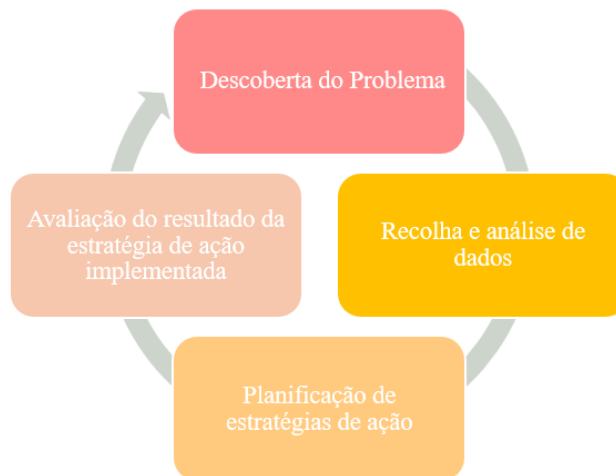 Descoberta do Problema
Recolha e análise de
dados
Planificação de
estratégias de ação
Avaliação do resultado da
estratégia de ação
implementada